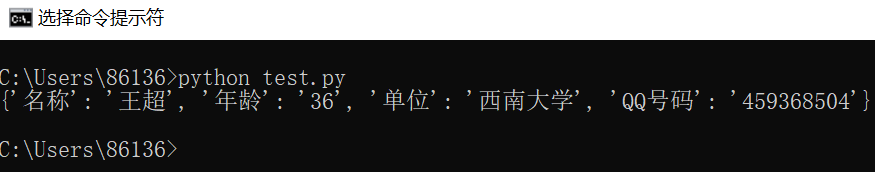 选择命令提示符
C:\Users\86136>python test.py
{'名称': '王超', '年龄': '36', '单位': '西南大学', 'QQ号码': '459368504'}
C:\Users\86136>